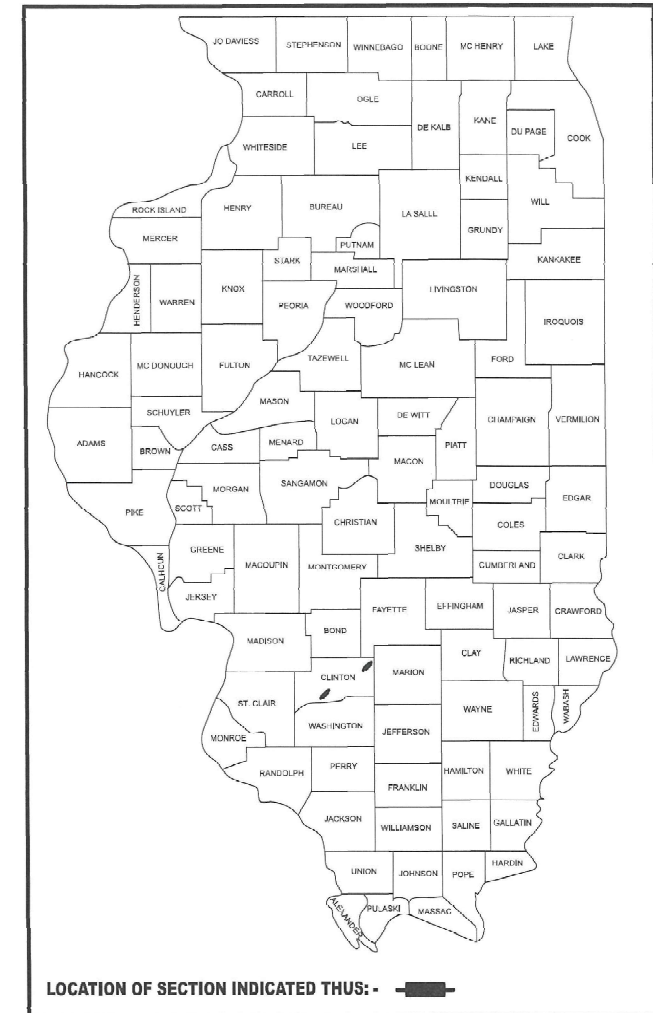 JO DAVIESS STEPHENSON WINNEBAGO BOONE MC HENRY LAKE
CARROLL OGLE
DE KALB KANE DU PAGE COOK
WHITESIDE LEE
KENDALL
ROCK ISLAND HENRY BUREAU LA SALLE WILL
MERCER PUTNAM GRUNDY
STARK MARSHALL KANKAKEE
HENDERSON WARREN KNOX PEORIA WOODFORD LIVINGSTON IROQUOIS
HANCOCK MC DONOUGH FULTON TAZEWELL MC LEAN FORD
SCHUYLER MASON LOGAN DE WITT CHAMPAIGN VERMILION
ADAMS BROWN CASS MENARD MACON PIATT
PIKE SCOTT MORGAN SANGAMON MOULTRIE DOUGLAS EDGAR
CHRISTIAN COLES
CALHOUN GREENE MACOUPIN MONTGOMERY SHELBY CUMBERLAND CLARK
JERSEY FAYETTE EFFINGHAM JASPER CRAWFORD
MADISON BOND
CLAY RICHLAND LAWRENCE
CLINTON MARION
ST. CLAIR WAYNE EDWARDS WABASH
MONROE WASHINGTON JEFFERSON
RANDOLPH PERRY HAMILTON WHITE
FRANKLIN
JACKSON WILLIAMSON SALINE GALLATIN
UNION JOHNSON POPE HARDIN
ALEXANDER PULASKI MASSAC
LOCATION OF SECTION INDICATED THUS: -